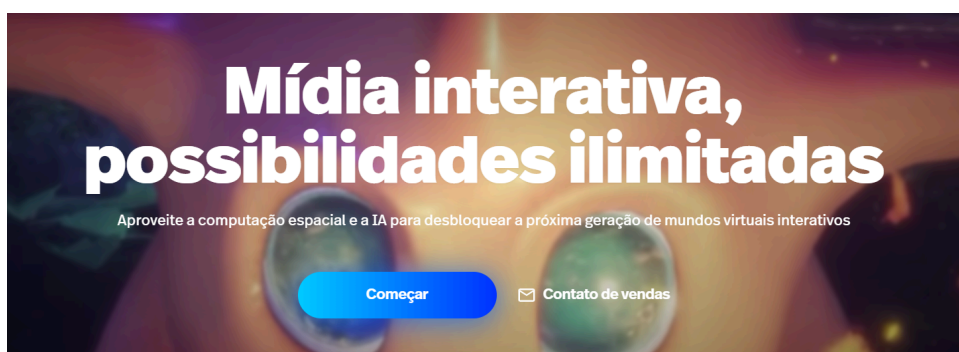 Mídia interativa,
possibilidades ilimitadas
Aproveite a computação espacial e a IA para desbloquear a próxima geração de mundos virtuais interativos
Começar
Contato de vendas